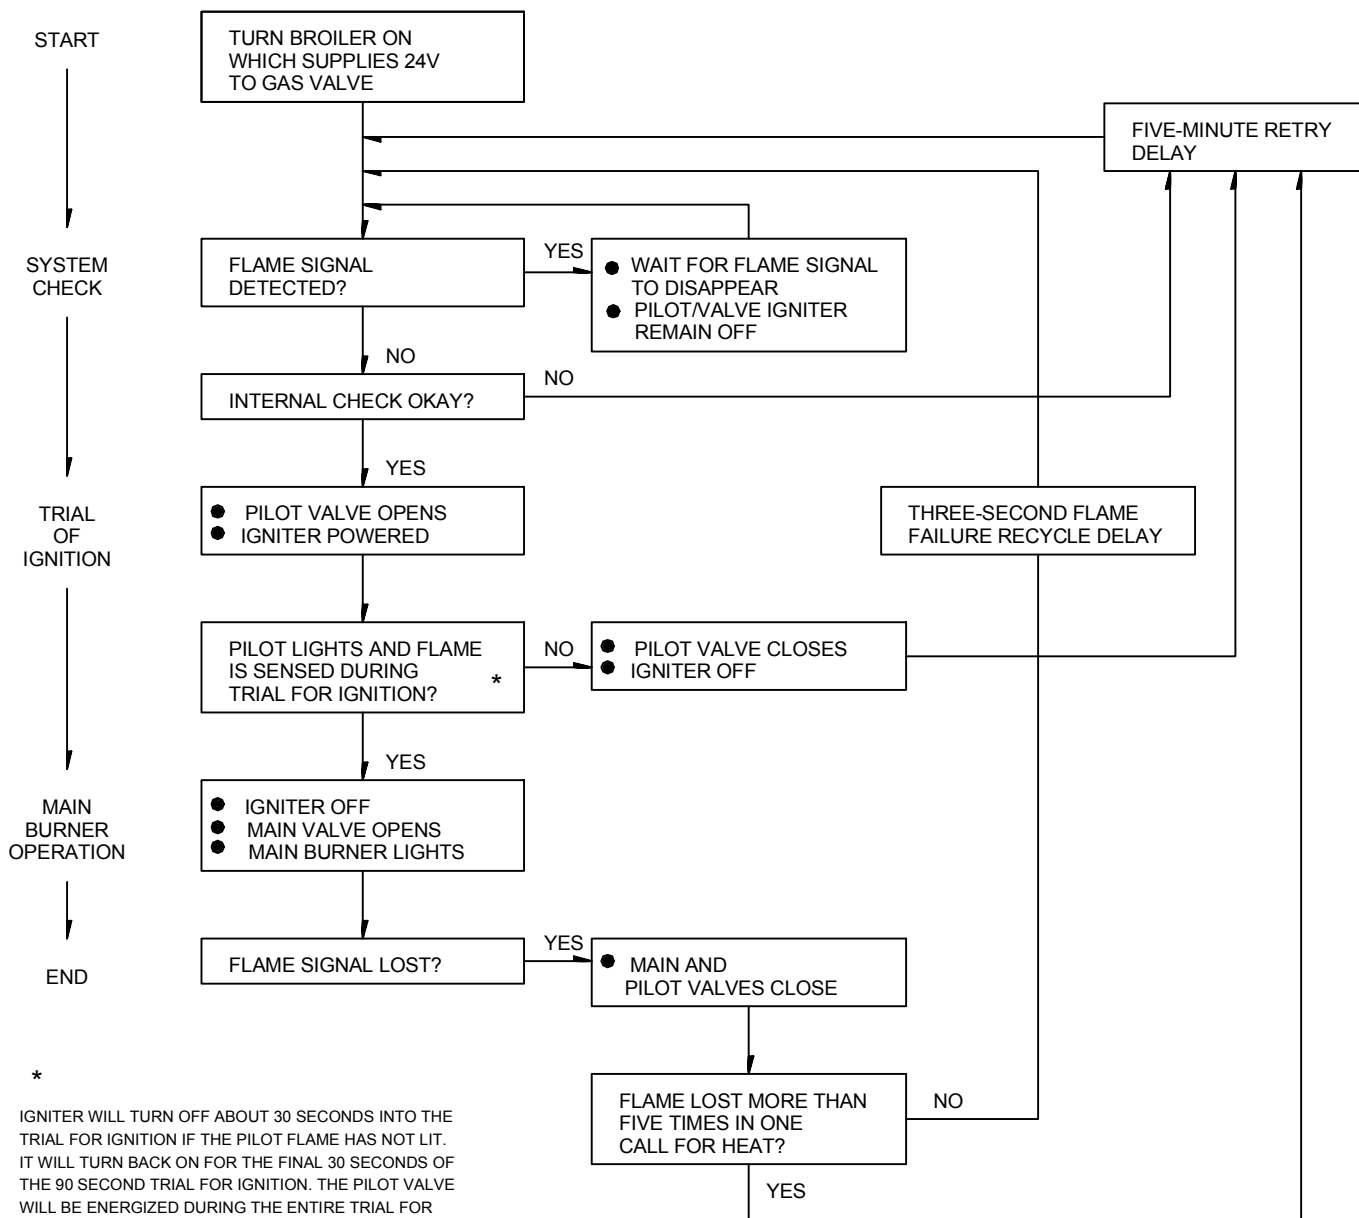 START
TURN BROILER ON
WHICH SUPPLIES 24V
TO GAS VALVE
FIVE-MINUTE RETRY
DELAY
SYSTEM
CHECK
FLAME SIGNAL
DETECTED?
YES
● WAIT FOR FLAME SIGNAL
TO DISAPPEAR
● PILOT/VALVE IGNITER
REMAIN OFF
NO
INTERNAL CHECK OKAY?
NO
YES
TRIAL
OF
IGNITION
● PILOT VALVE OPENS
● IGNITER POWERED
THREE-SECOND FLAME
FAILURE RECYCLE DELAY
PILOT LIGHTS AND FLAME
IS SENSED DURING
TRIAL FOR IGNITION? *
NO
● PILOT VALVE CLOSES
● IGNITER OFF
YES
MAIN
BURNER
OPERATION
● IGNITER OFF
● MAIN VALVE OPENS
● MAIN BURNER LIGHTS
END
FLAME SIGNAL LOST?
YES
● MAIN AND
PILOT VALVES CLOSE
FLAME LOST MORE THAN
FIVE TIMES IN ONE
CALL FOR HEAT?
NO
YES
*
IGNITER WILL TURN OFF ABOUT 30 SECONDS INTO THE
TRIAL FOR IGNITION IF THE PILOT FLAME HAS NOT LIT.
IT WILL TURN BACK ON FOR THE FINAL 30 SECONDS OF
THE 90 SECOND TRIAL FOR IGNITION. THE PILOT VALVE
WILL BE ENERGIZED DURING THE ENTIRE TRIAL FOR